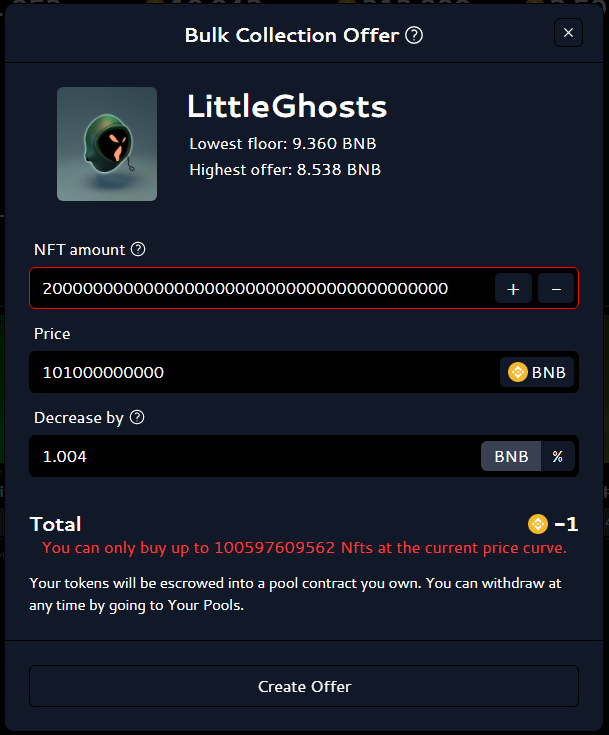 Bulk Collection Offer
LittleGhosts
Lowest floor: 9.360 BNB
Highest offer: 8.538 BNB
NFT amount
2000000000000000000000000000000000000000 + −
Price
101000000000 BNB
Decrease by
1.004 BNB %
Total -1
You can only buy up to 100597609562 Nfts at the current price curve.
Your tokens will be escrowed into a pool contract you own. You can withdraw at
any time by going to Your Pools.
Create Offer